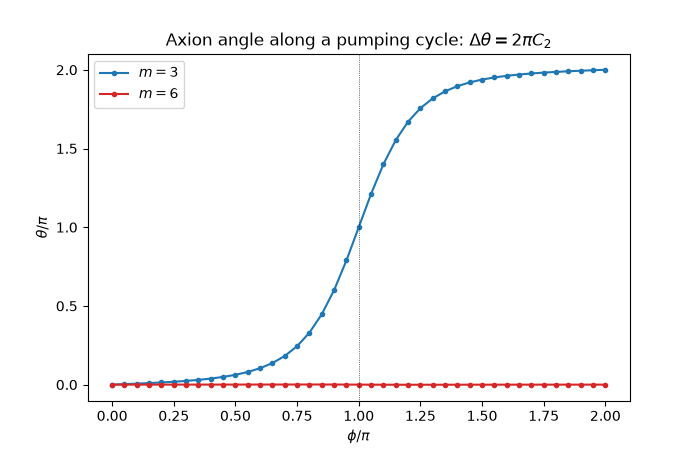 Axion angle along a pumping cycle: Δθ = 2πC₂
m = 3
m = 6
2.0
1.5
1.0
0.5
0.0
θ/π
0.00 0.25 0.50 0.75 1.00 1.25 1.50 1.75 2.00
ϕ/π